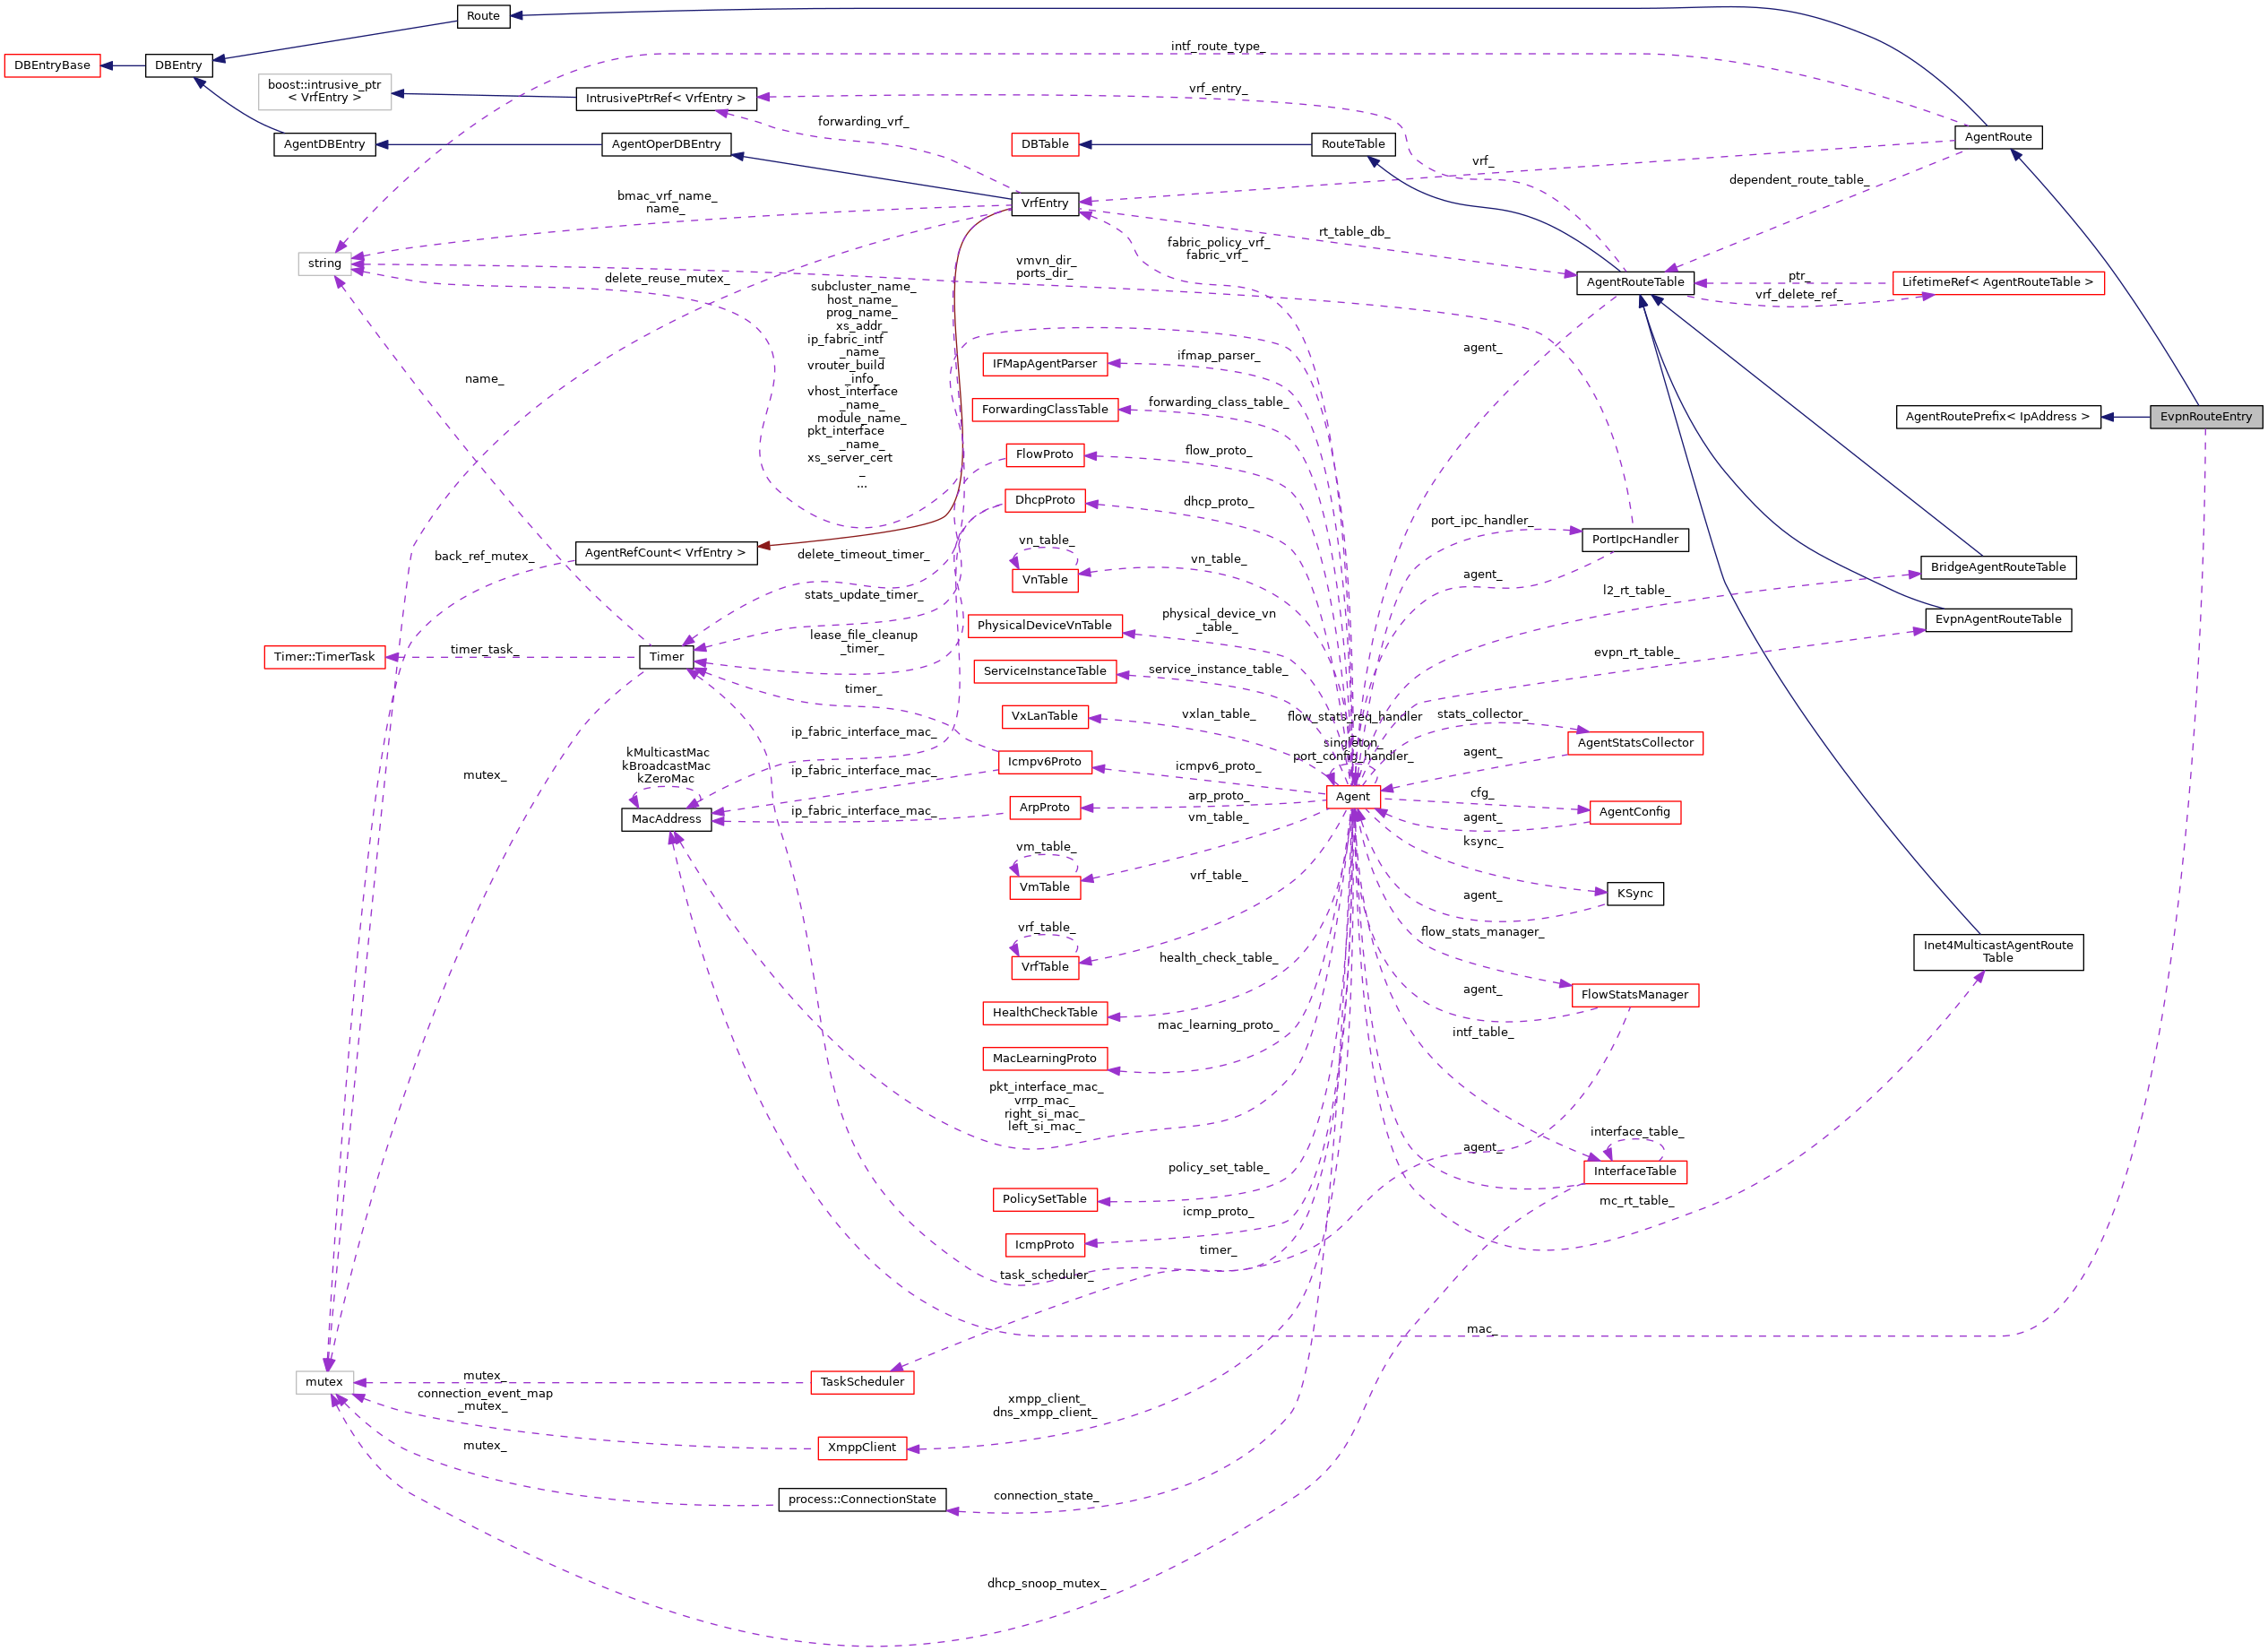 Route
intf_route_type_
DBEntryBase
DBEntry
boost::intrusive_ptr
< VrfEntry >
IntrusivePtrRef< VrfEntry >
vrf_entry_
forwarding_vrf_
AgentRoute
AgentDBEntry
AgentOperDBEntry
DBTable
RouteTable
vrf_
dependent_route_table_
bmac_vrf_name_
name_
VrfEntry
rt_table_db_
fabric_policy_vrf_
fabric_vrf_
string
vmvn_dir_
ports_dir_
delete_reuse_mutex_
AgentRouteTable
ptr_
vrf_delete_ref_
LifetimeRef< AgentRouteTable >
subcluster_name_
host_name_
prog_name_
xs_addr_
ip_fabric_intf
_name_
vrouter_build
_info_
vhost_interface
_name_
module_name_
pkt_interface
_name_
xs_server_cert
_
...
name_
agent_
IFMapAgentParser
ifmap_parser_
ForwardingClassTable
forwarding_class_table_
AgentRoutePrefix< IpAddress >
EvpnRouteEntry
FlowProto
flow_proto_
DhcpProto
dhcp_proto_
port_ipc_handler_
PortIpcHandler
back_ref_mutex_
AgentRefCount< VrfEntry >
delete_timeout_timer_
vn_table_
VnTable
vn_table_
agent_
BridgeAgentRouteTable
l2_rt_table_
stats_update_timer_
PhysicalDeviceVnTable
physical_device_vn
_table_
EvpnAgentRouteTable
evpn_rt_table_
Timer::TimerTask
timer_task_
Timer
lease_file_cleanup
_timer_
ServiceInstanceTable
service_instance_table_
timer_
VxLanTable
vxlan_table_
flow_stats_req_handler
_
singleton_
port_config_handler_
stats_collector_
AgentStatsCollector
agent_
ip_fabric_interface_mac_
kMulticastMac
kBroadcastMac
kZeroMac
mutex_
Icmpv6Proto
icmpv6_proto_
ip_fabric_interface_mac_
MacAddress
ip_fabric_interface_mac_
ArpProto
arp_proto_
Agent
cfg_
AgentConfig
agent_
vm_table_
ksync_
vm_table_
VmTable
vrf_table_
KSync
agent_
vrf_table_
VrfTable
flow_stats_manager_
Inet4MulticastAgentRoute
Table
health_check_table_
HealthCheckTable
agent_
FlowStatsManager
mac_learning_proto_
MacLearningProto
intf_table_
pkt_interface_mac_
vrrp_mac_
right_si_mac_
left_si_mac_
interface_table_
agent_
InterfaceTable
policy_set_table_
PolicySetTable
mc_rt_table_
icmp_proto_
IcmpProto
timer_
task_scheduler_
mac_
mutex
mutex_
TaskScheduler
connection_event_map
_mutex_
xmpp_client_
dns_xmpp_client_
mutex_
XmppClient
process::ConnectionState
connection_state_
dhcp_snoop_mutex_